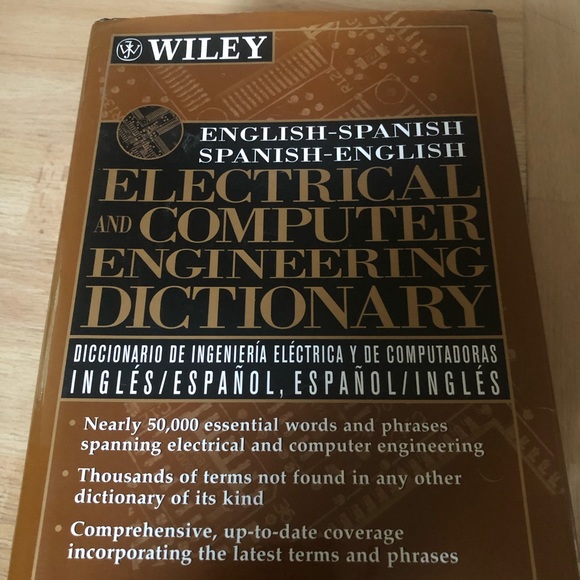 WILEY
ENGLISH-SPANISH
SPANISH-ENGLISH
ELECTRICAL
AND COMPUTER
ENGINEERING
DICTIONARY
DICCIONARIO DE INGENIERÍA ELÉCTRICA Y DE COMPUTADORAS
INGLÉS/ESPAÑOL, ESPAÑOL/INGLÉS
• Nearly 50,000 essential words and phrases
spanning electrical and computer engineering
• Thousands of terms not found in any other
dictionary of its kind
• Comprehensive, up-to-date coverage
incorporating the latest terms and phrases